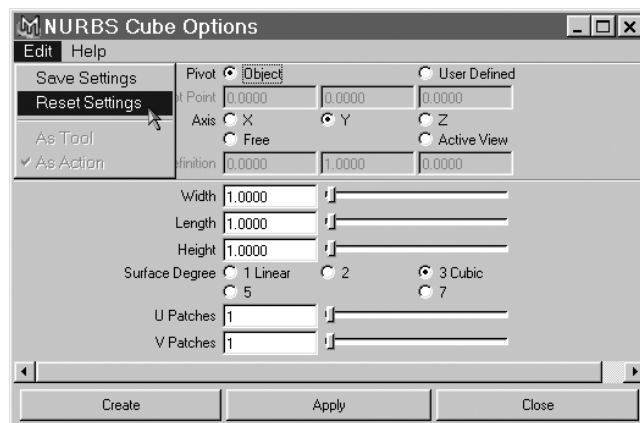 NURBS Cube Options
Edit Help
Save Settings
Reset Settings
As Tool
As Action
Pivot Object User Defined
t Point 0.0000 0.0000 0.0000
Axis X Y Z
Free Active View
efinition 0.0000 1.0000 0.0000
Width 1.0000
Length 1.0000
Height 1.0000
Surface Degree 1 Linear 2 3 Cubic
5 7
U Patches 1
V Patches 1
Create Apply Close